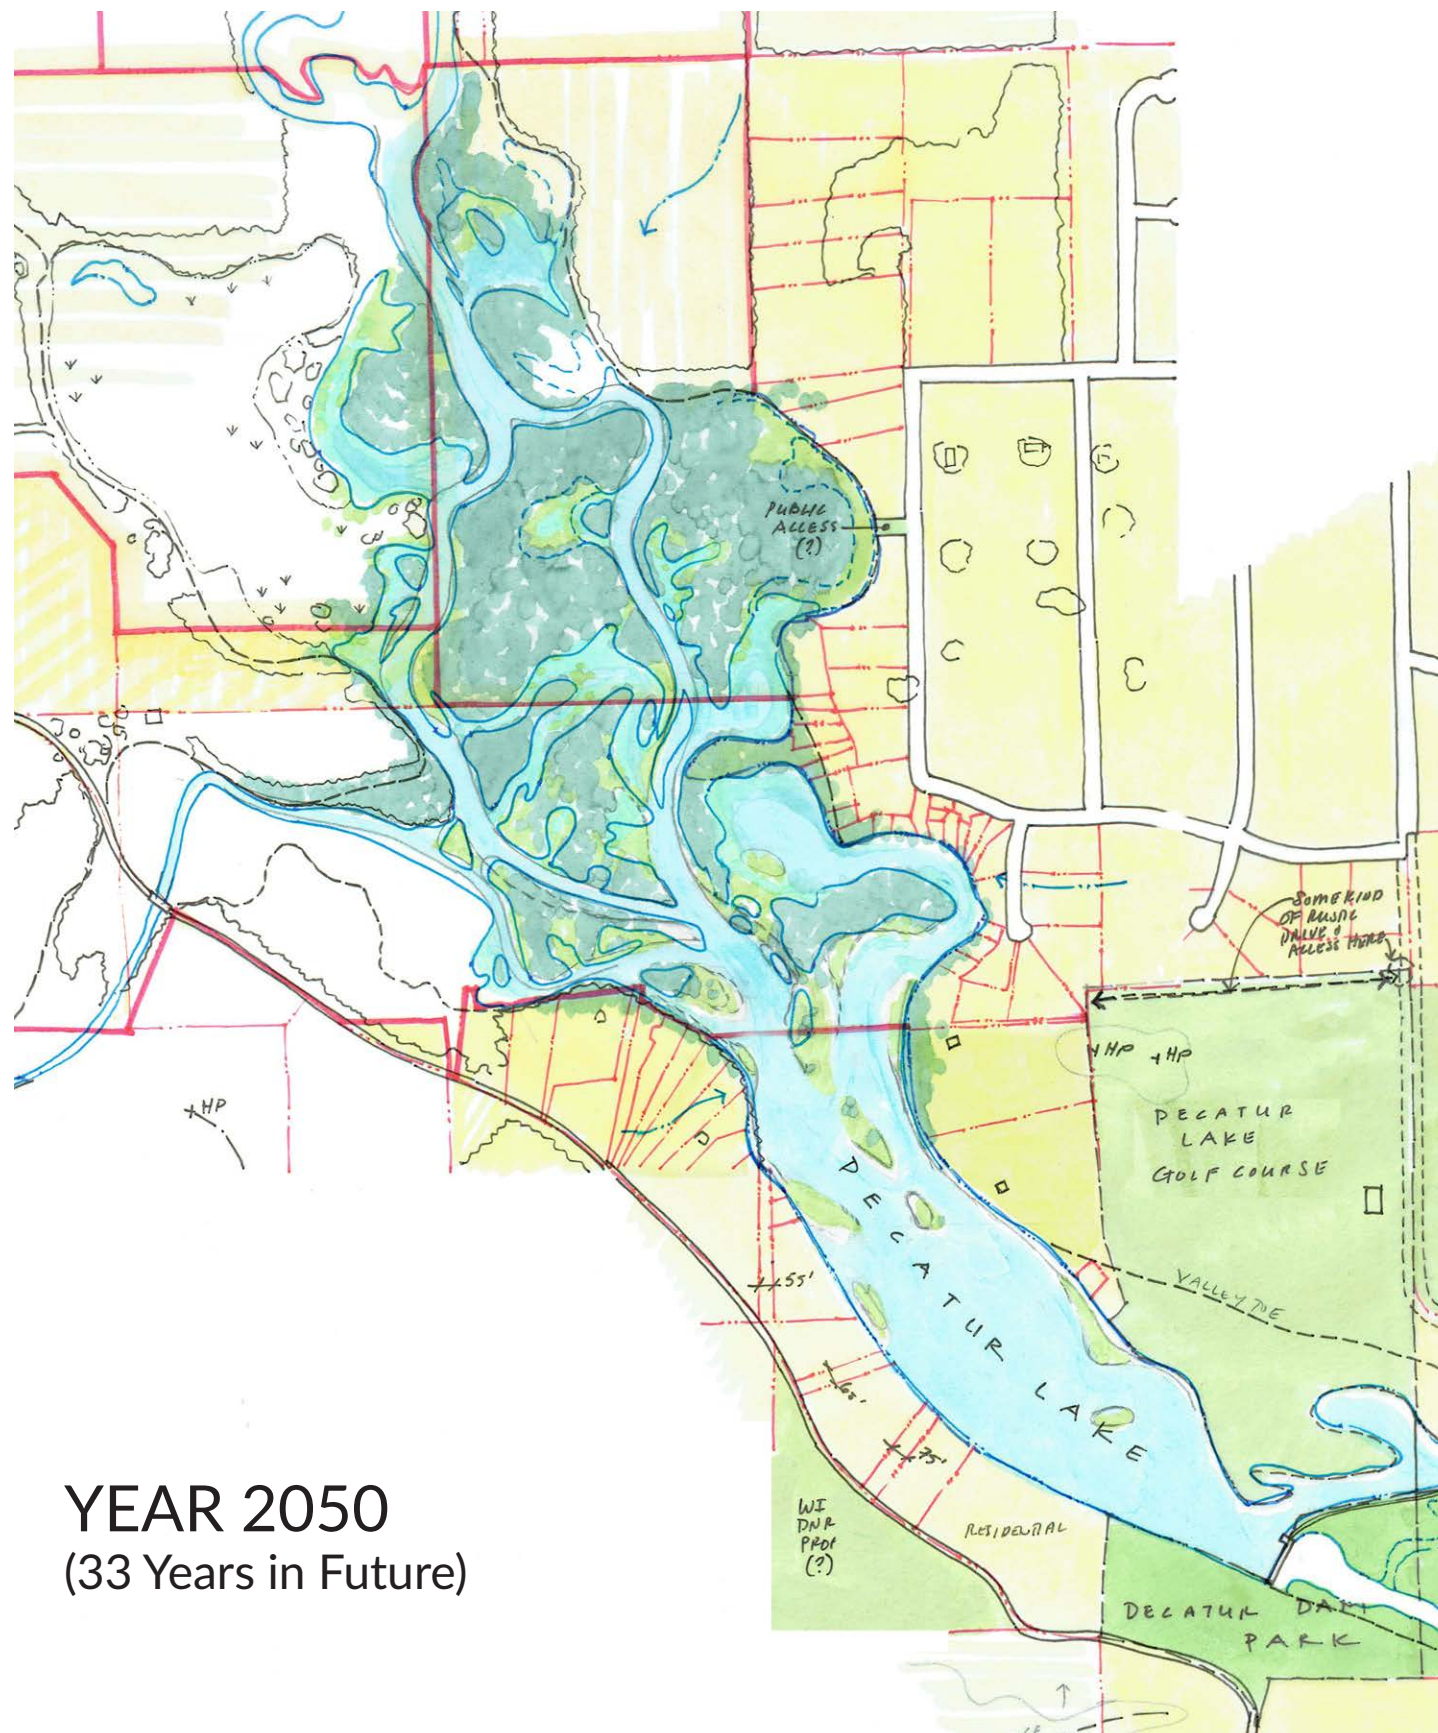 PUBLIC
ACCESS
(?)
SOME KIND
OF RUSTIC
DRIVE &
ACCESS HERE
+HP +HP
DECATUR
LAKE
GOLF COURSE
+HP
VALLEY TOE
DECATUR LAKE
55'
65'
75'
WI
DNR
PROP
(?)
RESIDENTIAL
DECATUR DAM
PARK
YEAR 2050
(33 Years in Future)